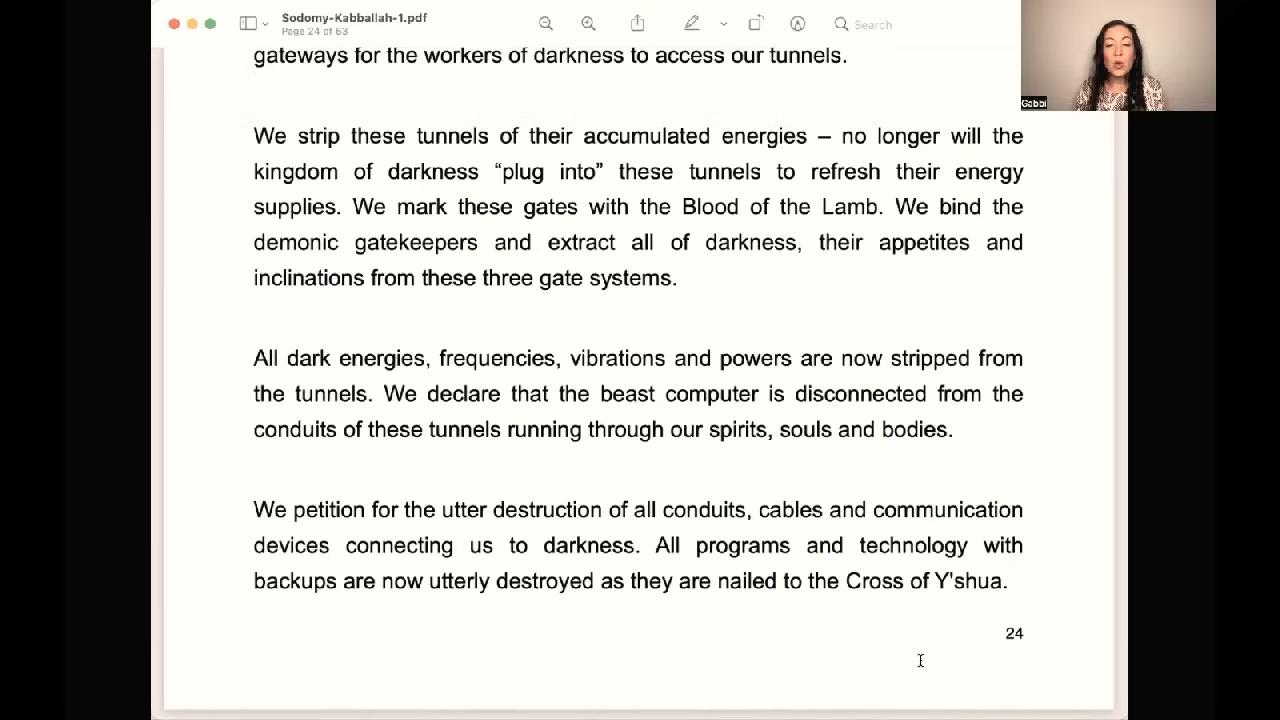 Sodomy-Kabballah-1.pdf
Page 24 of 63
Search
Gabbi
gateways for the workers of darkness to access our tunnels.
We strip these tunnels of their accumulated energies – no longer will the
kingdom of darkness “plug into” these tunnels to refresh their energy
supplies. We mark these gates with the Blood of the Lamb. We bind the
demonic gatekeepers and extract all of darkness, their appetites and
inclinations from these three gate systems.
All dark energies, frequencies, vibrations and powers are now stripped from
the tunnels. We declare that the beast computer is disconnected from the
conduits of these tunnels running through our spirits, souls and bodies.
We petition for the utter destruction of all conduits, cables and communication
devices connecting us to darkness. All programs and technology with
backups are now utterly destroyed as they are nailed to the Cross of Y'shua.
24